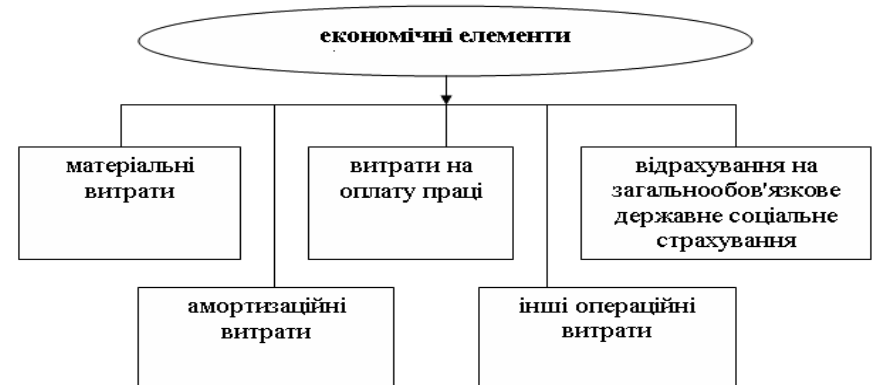 економічні елементи
матеріальні
витрати
витрати на
оплату праці
відрахування на
загальнообов'язкове
державне соціальне
страхування
амортизаційні
витрати
інші операційні
витрати